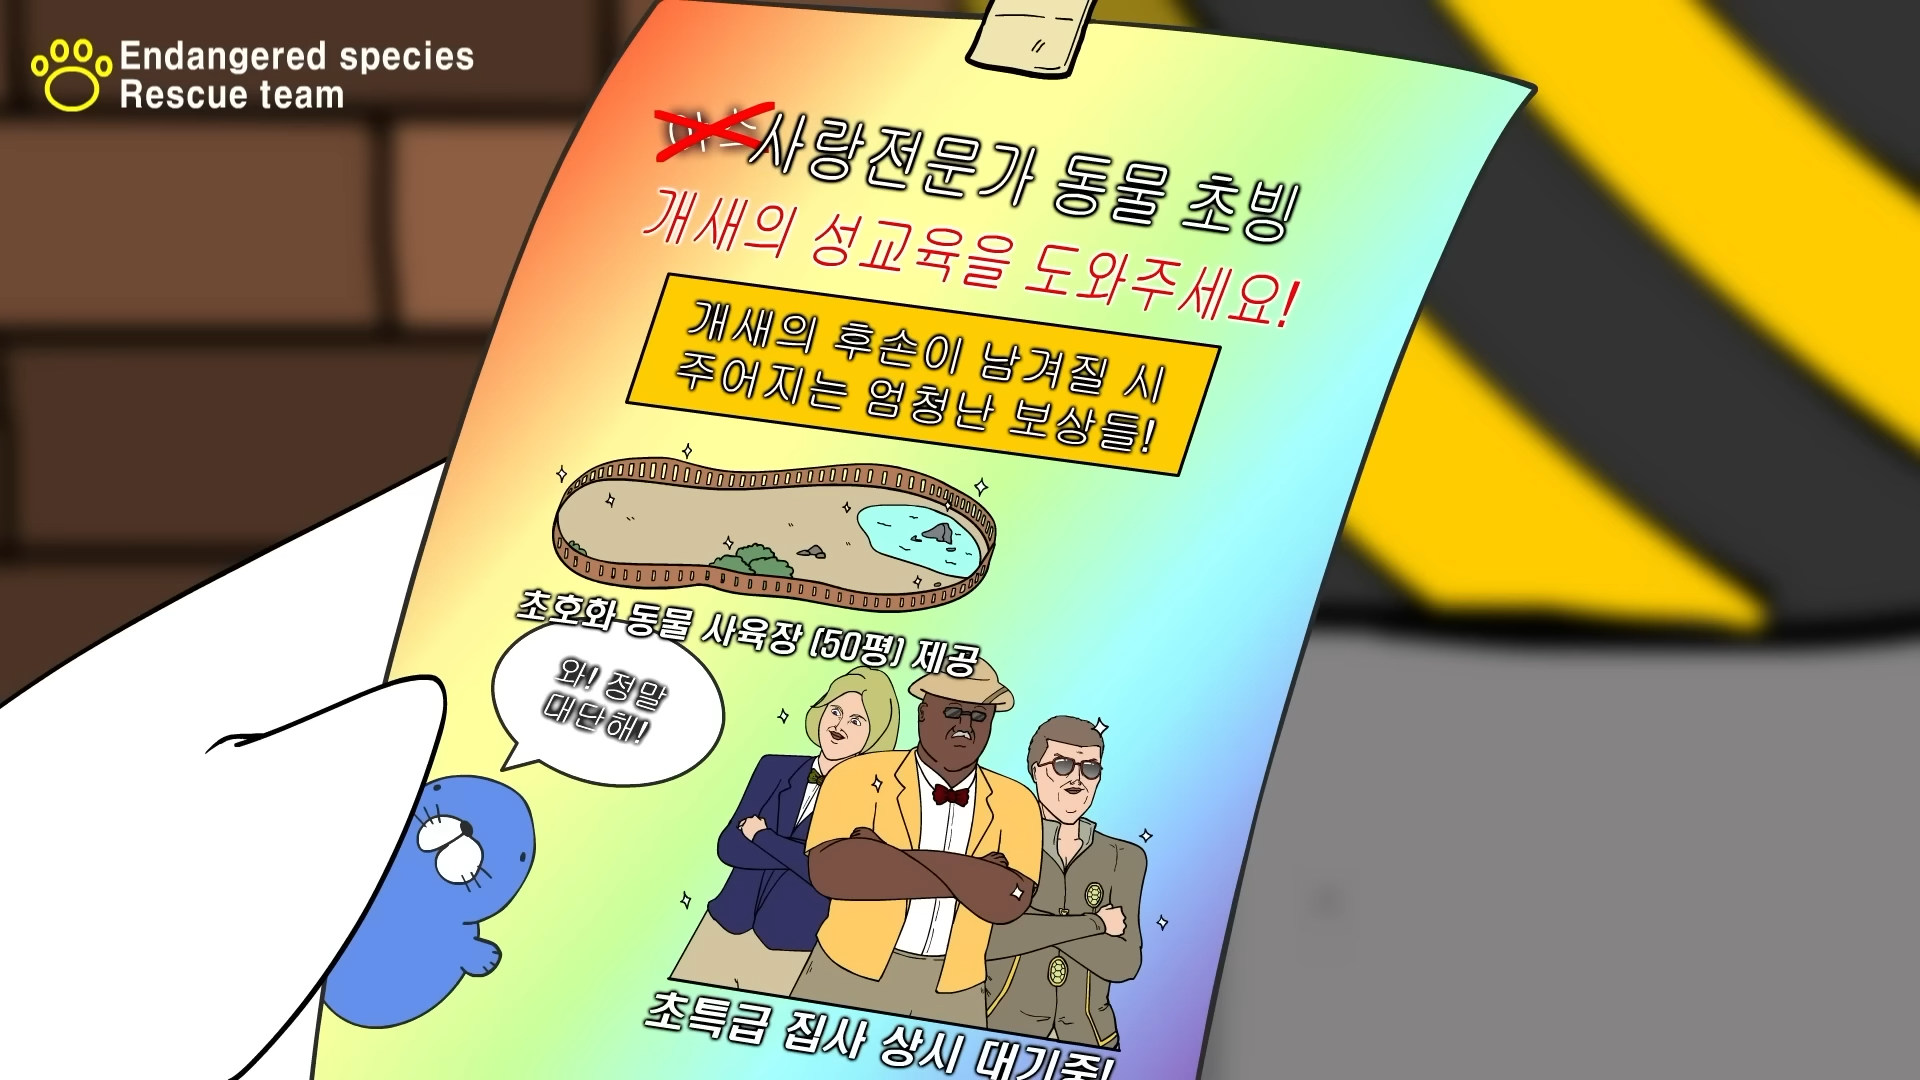 Endangered species
Rescue team
사랑전문가 동물 초빙
개새의 성교육을 도와주세요!
개새의 후손이 남겨질 시
주어지는 엄청난 보상들!
초호화 동물 사육장 (50평) 제공
와! 정말
대단해!
초특급 집사 상시 대기중!